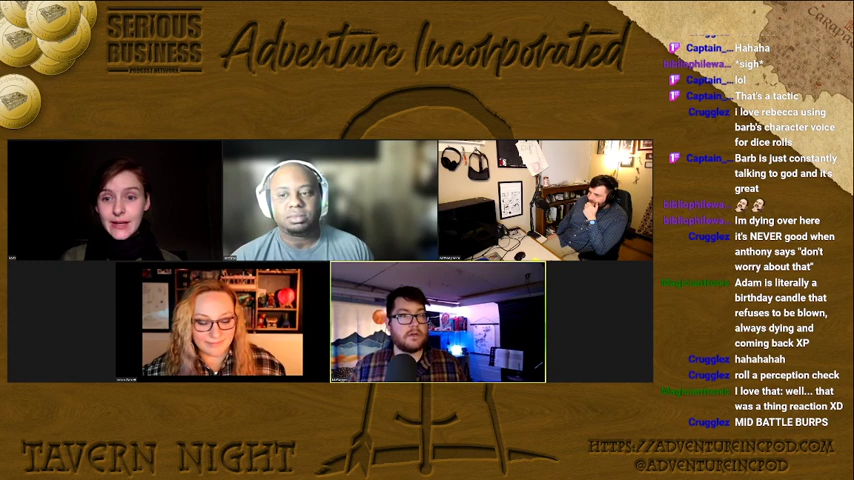 SERIOUS
BUSINESS
PODCAST NETWORK
Adventure Incorporated
Captain_... Hahaha
bibliophilewa... *sigh*
Captain_... lol
Captain_... That's a tactic
Crugglez i love rebecca using
barb's character voice
for dice rolls
Captain_... Barb is just constantly
talking to god and it's
great
bibliophilewa..
bibliophilewa.. Im dying over here
Crugglez it's NEVER good when
anthony says "don't
worry about that"
Adam is literally a
birthday candle that
refuses to be blown,
always dying and
coming back XP
Crugglez hahahahah
Crugglez roll a perception check
I love that: well... that
was a thing reaction XD
Crugglez MID BATTLE BURPS
TAVERN NIGHT
HTTPS://ADVENTUREINCPOD.COM
@ADVENTUREINCPOD